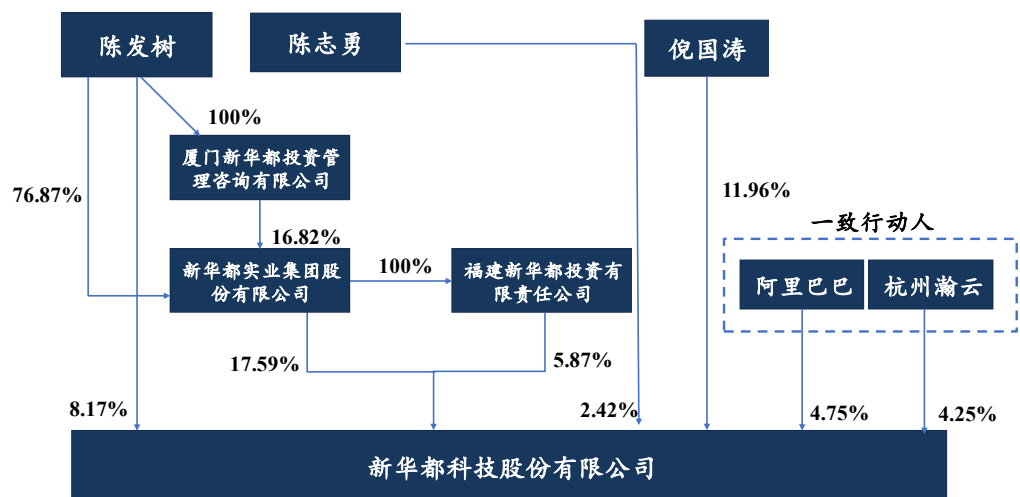 陈发树
陈志勇
倪国涛
100%
厦门新华都投资管
理咨询有限公司
76.87%
11.96%
一致行动人
16.82%
新华都实业集团股
份有限公司
100%
福建新华都投资有
限责任公司
阿里巴巴
杭州瀚云
17.59%
5.87%
8.17%
2.42%
4.75%
4.25%
新华都科技股份有限公司